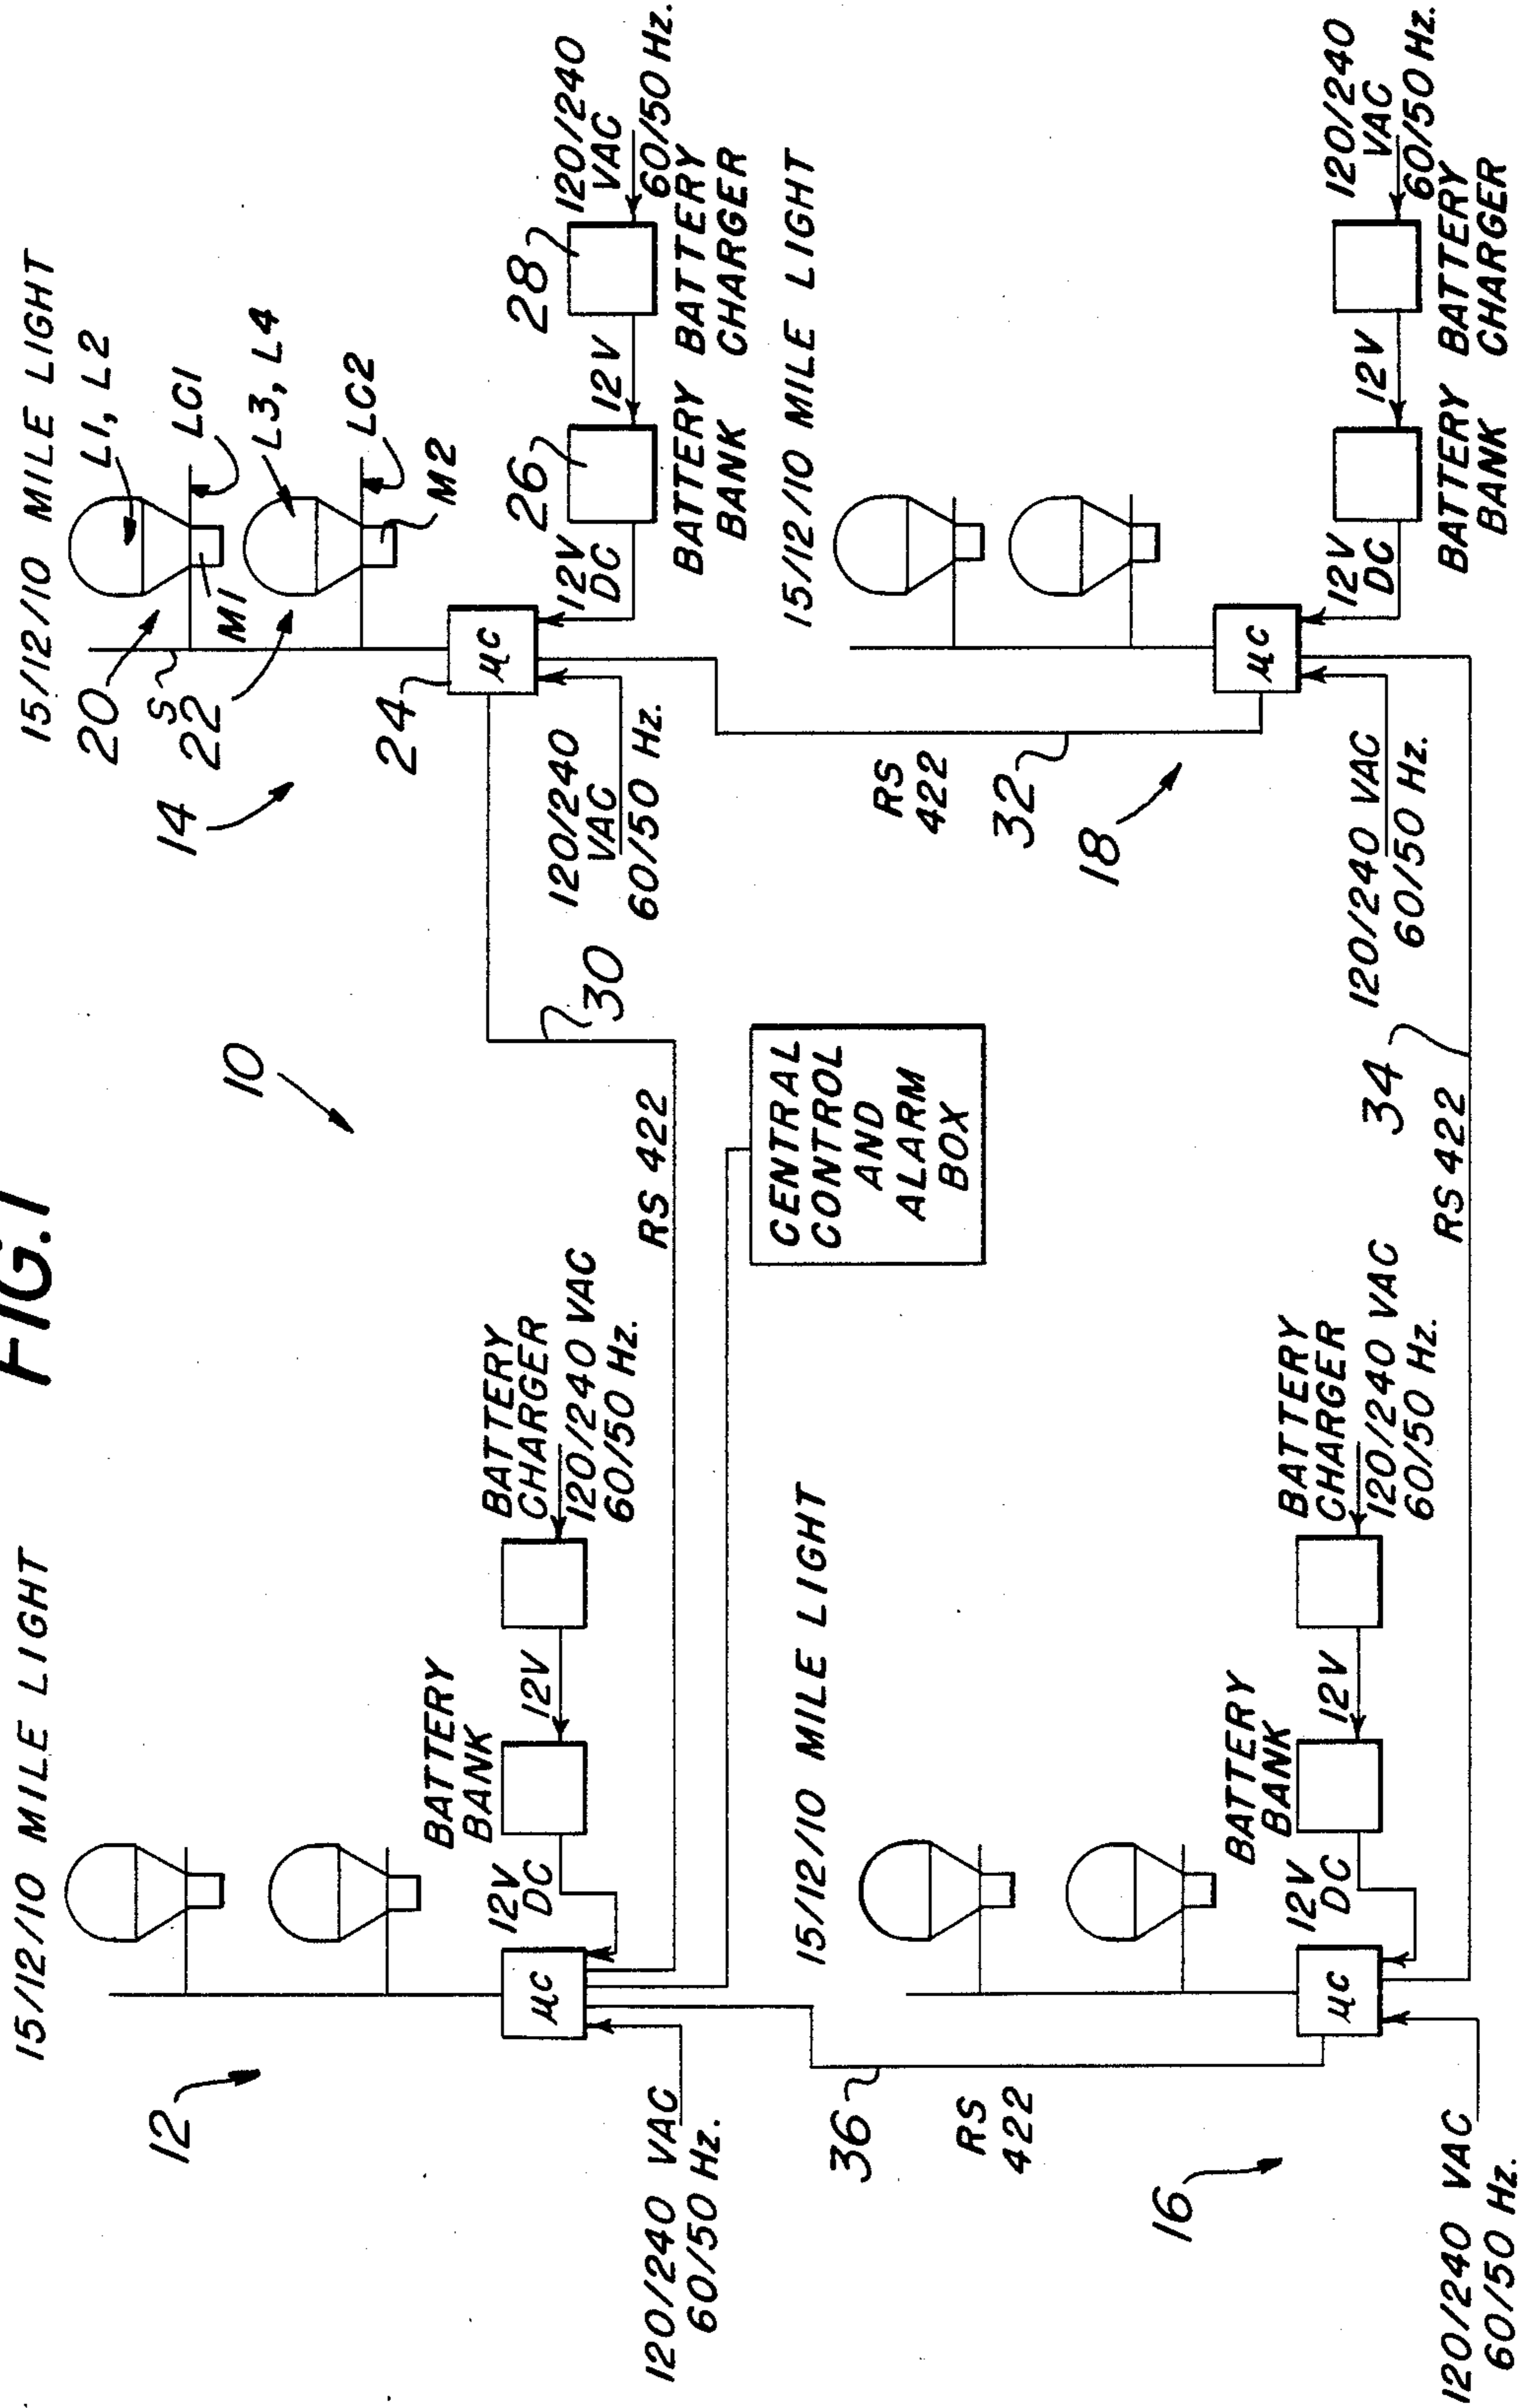 FIG.1
15/12/10 MILE LIGHT
12
BATTERY
BANK
12V
DC
12V
BATTERY
CHARGER
120/240 VAC
60/50 Hz.
μC
120/240 VAC
60/50 Hz.
RS 422
30
10
CENTRAL
CONTROL
AND
ALARM
BOX
15/12/10 MILE LIGHT
L1, L2
LC1
L3, L4
LC2
M1
M2
20
S
22
14
24
μC
12V
DC
26
12V
28
120/240
VAC
60/50 Hz.
BATTERY
BANK
BATTERY
CHARGER
120/240
VAC
60/50 Hz.
15/12/10 MILE LIGHT
36
RS
422
16
BATTERY
BANK
12V
DC
12V
BATTERY
CHARGER
120/240 VAC
60/50 Hz.
μC
120/240 VAC
60/50 Hz.
RS 422
34
15/12/10 MILE LIGHT
RS
422
32
18
μC
12V
DC
12V
120/240
VAC
60/50 Hz.
BATTERY
BANK
BATTERY
CHARGER
120/240 VAC
60/50 Hz.